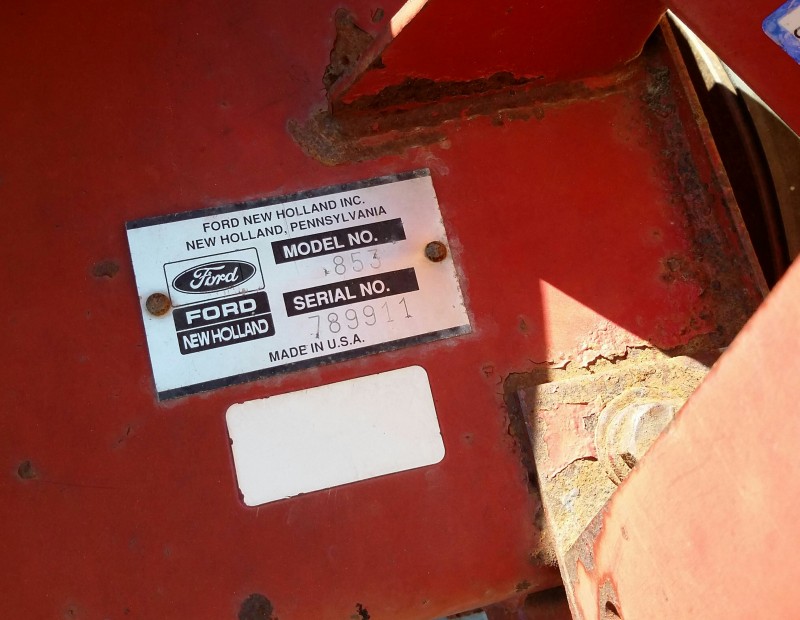 FORD NEW HOLLAND INC.
NEW HOLLAND, PENNSYLVANIA
MODEL NO.
853
Ford
FORD
NEW HOLLAND
SERIAL NO.
789911
MADE IN U.S.A.